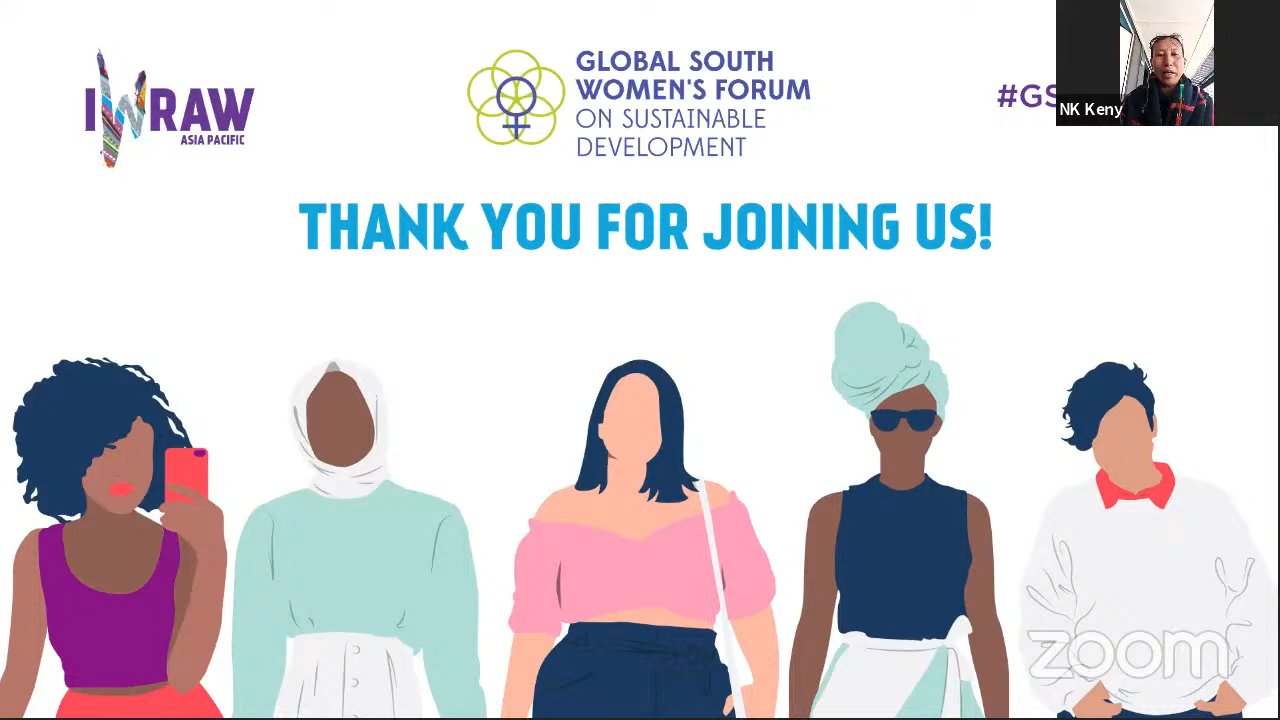 IWRAW
ASIA PACIFIC
GLOBAL SOUTH
WOMEN'S FORUM
ON SUSTAINABLE
DEVELOPMENT
#GS
NK Keny
THANK YOU FOR JOINING US!
zoom